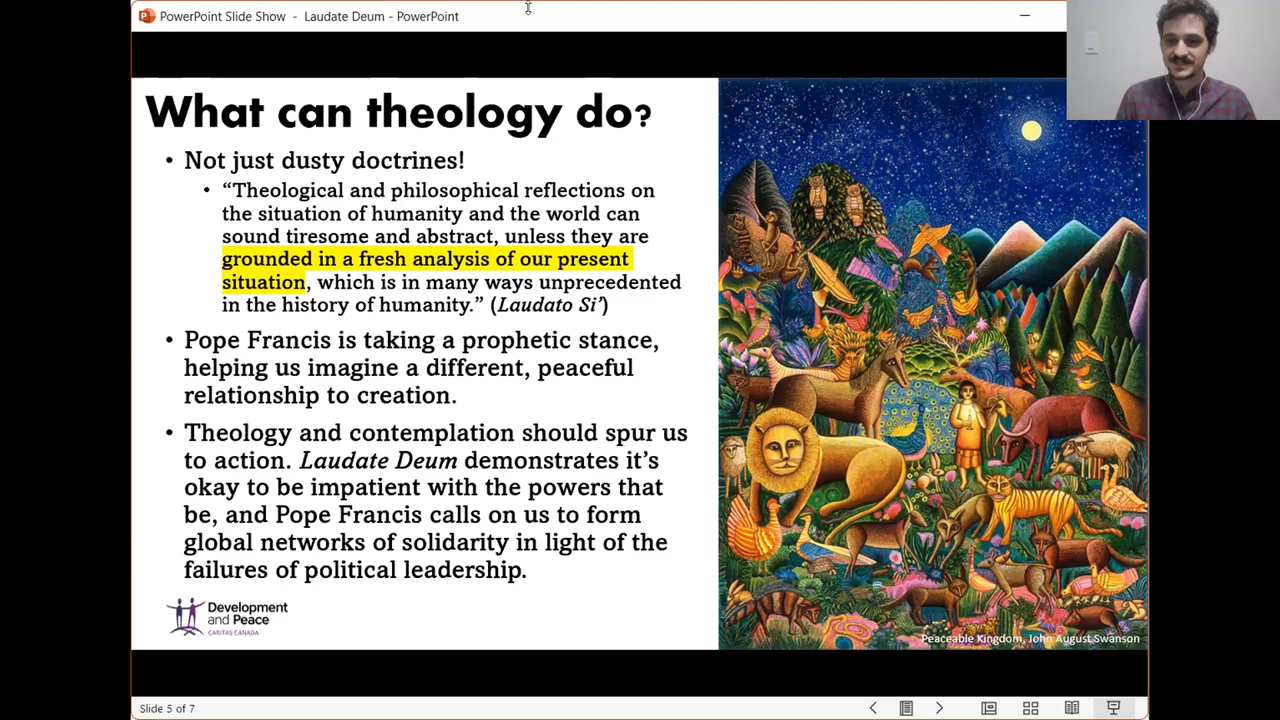 PowerPoint Slide Show - Laudate Deum - PowerPoint
What can theology do?
• Not just dusty doctrines!
• “Theological and philosophical reflections on
the situation of humanity and the world can
sound tiresome and abstract, unless they are
grounded in a fresh analysis of our present
situation, which is in many ways unprecedented
in the history of humanity.” (Laudato Si’)
• Pope Francis is taking a prophetic stance,
helping us imagine a different, peaceful
relationship to creation.
• Theology and contemplation should spur us
to action. Laudate Deum demonstrates it’s
okay to be impatient with the powers that
be, and Pope Francis calls on us to form
global networks of solidarity in light of the
failures of political leadership.
Development
and Peace
CARITAS CANADA
Peaceable Kingdom, John August Swanson
Slide 5 of 7